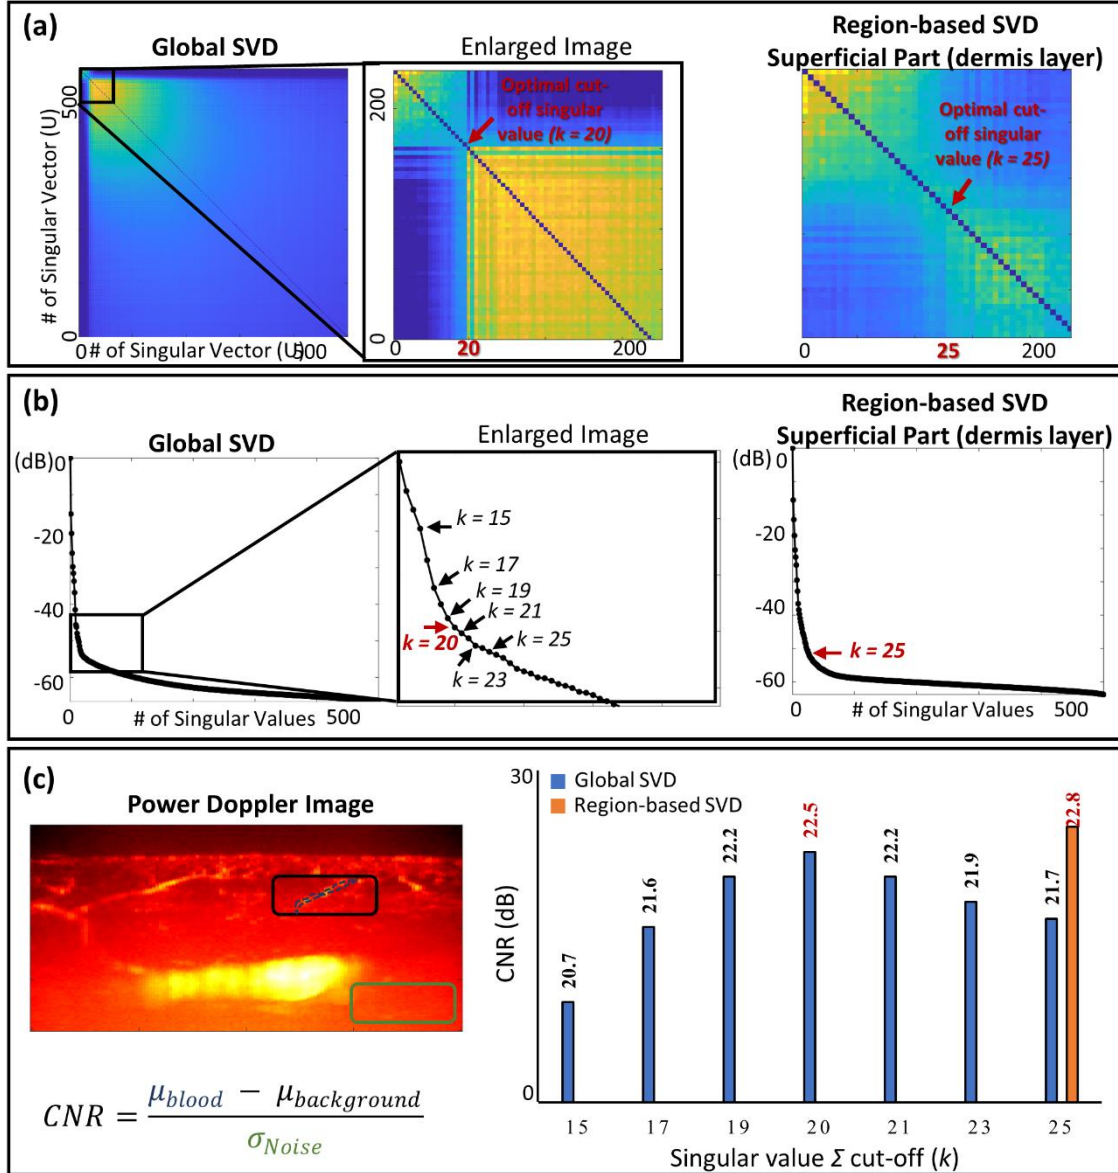 (a)
Global SVD
Enlarged Image
Region-based SVD
Superficial Part (dermis layer)
# of Singular Vector (U)
500
0
0
# of Singular Vector (U)
500
200
0
Optimal cut-
off singular
value (k = 20)
0
20
200
Optimal cut-
off singular
value (k = 25)
0
25
200
(b)
Global SVD
Enlarged Image
Region-based SVD
Superficial Part (dermis layer)
(dB)
0
-20
-40
-60
0
500
# of Singular Values
k = 15
k = 17
k = 19
k = 21
k = 20
k = 25
k = 23
(dB)
0
-20
-40
-60
k = 25
0
500
# of Singular Values
(c)
Power Doppler Image
CNR = μblood − μbackground
σNoise
Global SVD
Region-based SVD
30
0
CNR (dB)
20.7
21.6
22.2
22.5
22.2
21.9
21.7
22.8
15 17 19 20 21 23 25
Singular value Σ cut-off (k)